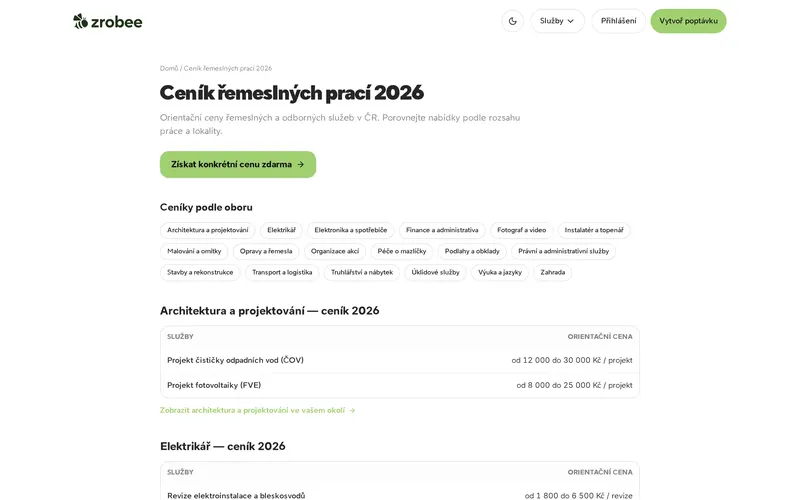 zrobee
Služby
Přihlášení
Vytvoř poptávku
Domů / Ceník řemeslných prací 2026
Ceník řemeslných prací 2026
Orientační ceny řemeslných a odborných služeb v ČR. Porovnejte nabídky podle rozsahu
práce a lokality.
Získat konkrétní cenu zdarma →
Ceníky podle oboru
Architektura a projektování
Elektrikář
Elektronika a spotřebiče
Finance a administrativa
Fotograf a video
Instalatér a topenář
Malování a omítky
Opravy a řemesla
Organizace akcí
Péče o mazlíčky
Podlahy a obklady
Právní a administrativní služby
Stavby a rekonstrukce
Transport a logistika
Truhlářství a nábytek
Úklidové služby
Výuka a jazyky
Zahrada
Architektura a projektování — ceník 2026
SLUŽBY ORIENTAČNÍ CENA
Projekt čističky odpadních vod (ČOV) od 12 000 do 30 000 Kč / projekt
Projekt fotovoltaiky (FVE) od 8 000 do 25 000 Kč / projekt
Zobrazit architektura a projektování ve vašem okolí →
Elektrikář — ceník 2026
SLUŽBY ORIENTAČNÍ CENA
Revize elektroinstalace a bleskosvodů od 1 800 do 6 500 Kč / revize